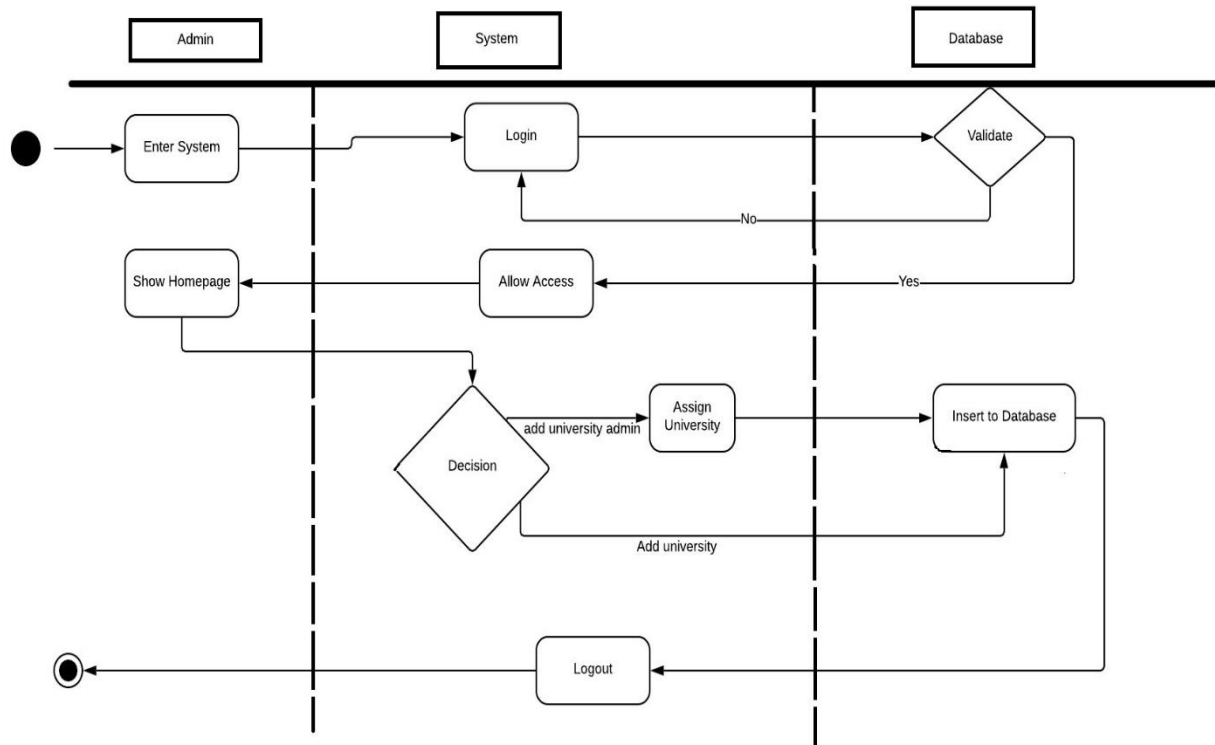 Admin
System
Database
Enter System
Login
Validate
No
Show Homepage
Allow Access
Yes
Decision
add university admin
Assign
University
Insert to Database
Add university
Logout